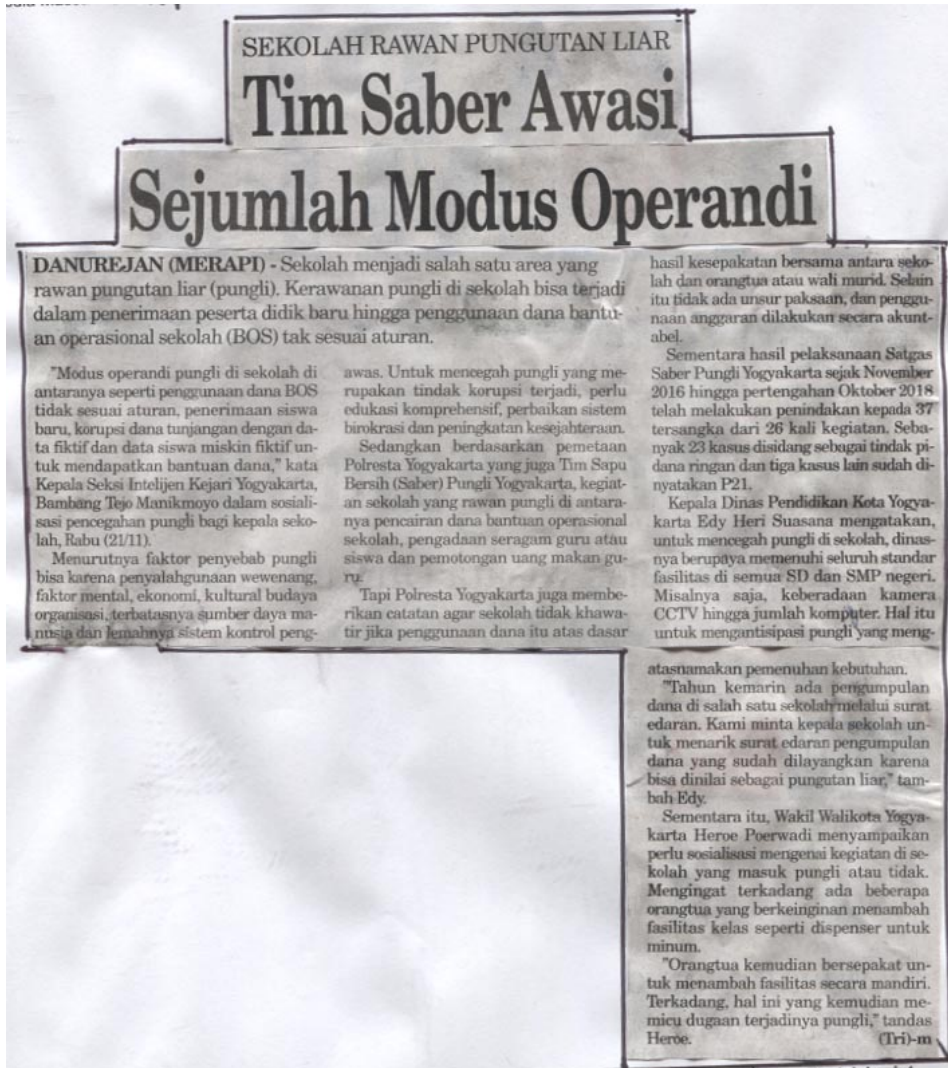 SEKOLAH RAWAN PUNGUTAN LIAR
Tim Saber Awasi
Sejumlah Modus Operandi
DANUREJAN (MERAPI) - Sekolah menjadi salah satu area yang
rawan pungutan liar (pungli). Kerawanan pungli di sekolah bisa terjadi
dalam penerimaan peserta didik baru hingga penggunaan dana bantu-
an operasional sekolah (BOS) tak sesuai aturan.
"Modus operandi pungli di sekolah di
antaranya seperti penggunaan dana BOS
tidak sesuai aturan, penerimaan siswa
baru, korupsi dana tunjangan dengan da-
ta fiktif dan data siswa miskin fiktif un-
tuk mendapatkan bantuan dana," kata
Kepala Seksi Intelijen Kejari Yogyakarta,
Bambang Tejo Manikmoyo dalam sosiali-
sasi pencegahan pungli bagi kepala seko-
lah, Rabu (21/11).
Menurutnya faktor penyebab pungli
bisa karena penyalahgunaan wewenang,
faktor mental, ekonomi, kultural budaya
organisasi, terbatasnya sumber daya ma-
nusia dan lemahnya sistem kontrol peng-
awas. Untuk mencegah pungli yang me-
rupakan tindak korupsi terjadi, perlu
edukasi komprehensif, perbaikan sistem
birokrasi dan peningkatan kesejahteraan.
Sedangkan berdasarkan pemetaan
Polresta Yogyakarta yang juga Tim Sapu
Bersih (Saber) Pungli Yogyakarta, kegiat-
an sekolah yang rawan pungli di antara-
nya pencairan dana bantuan operasional
sekolah, pengadaan seragam guru atau
siswa dan pemotongan uang makan gu-
ru.
Tapi Polresta Yogyakarta juga membe-
rikan catatan agar sekolah tidak khawa-
tir jika penggunaan dana itu atas dasar
hasil kesepakatan bersama antara seko-
lah dan orangtua atau wali murid. Selain
itu tidak ada unsur paksaan, dan penggu-
naan anggaran dilakukan secara akunt-
abel.
Sementara hasil pelaksanaan Satgas
Saber Pungli Yogyakarta sejak November
2016 hingga pertengahan Oktober 2018
telah melakukan penindakan kepada 37
tersangka dari 26 kali kegiatan. Seba-
nyak 23 kasus disidang sebagai tindak pi-
dana ringan dan tiga kasus lain sudah di-
nyatakan P21.
Kepala Dinas Pendidikan Kota Yogya-
karta Edy Heri Suasana mengatakan,
untuk mencegah pungli di sekolah, dinas-
nya berupaya memenuhi seluruh standar
fasilitas di semua SD dan SMP negeri.
Misalnya saja, keberadaan kamera
CCTV hingga jumlah komputer. Hal itu
untuk mengantisipasi pungli yang meng-
atasnamakan pemenuhan kebutuhan.
"Tahun kemarin ada pengumpulan
dana di salah satu sekolah melalui surat
edaran. Kami minta kepala sekolah un-
tuk menarik surat edaran pengumpulan
dana yang sudah dilayangkan karena
bisa dinilai sebagai pungutan liar," tam-
bah Edy.
Sementara itu, Wakil Walikota Yogya-
karta Heroe Poerwadi menyampaikan
perlu sosialisasi mengenai kegiatan di se-
kolah yang masuk pungli atau tidak.
Mengingat terkadang ada beberapa
orangtua yang berkeinginan menambah
fasilitas kelas seperti dispenser untuk
minum.
"Orangtua kemudian bersepakat un-
tuk menambah fasilitas secara mandiri.
Terkadang, hal ini yang kemudian me-
micu dugaan terjadinya pungli," tandas
Heroe. (Tri)-m